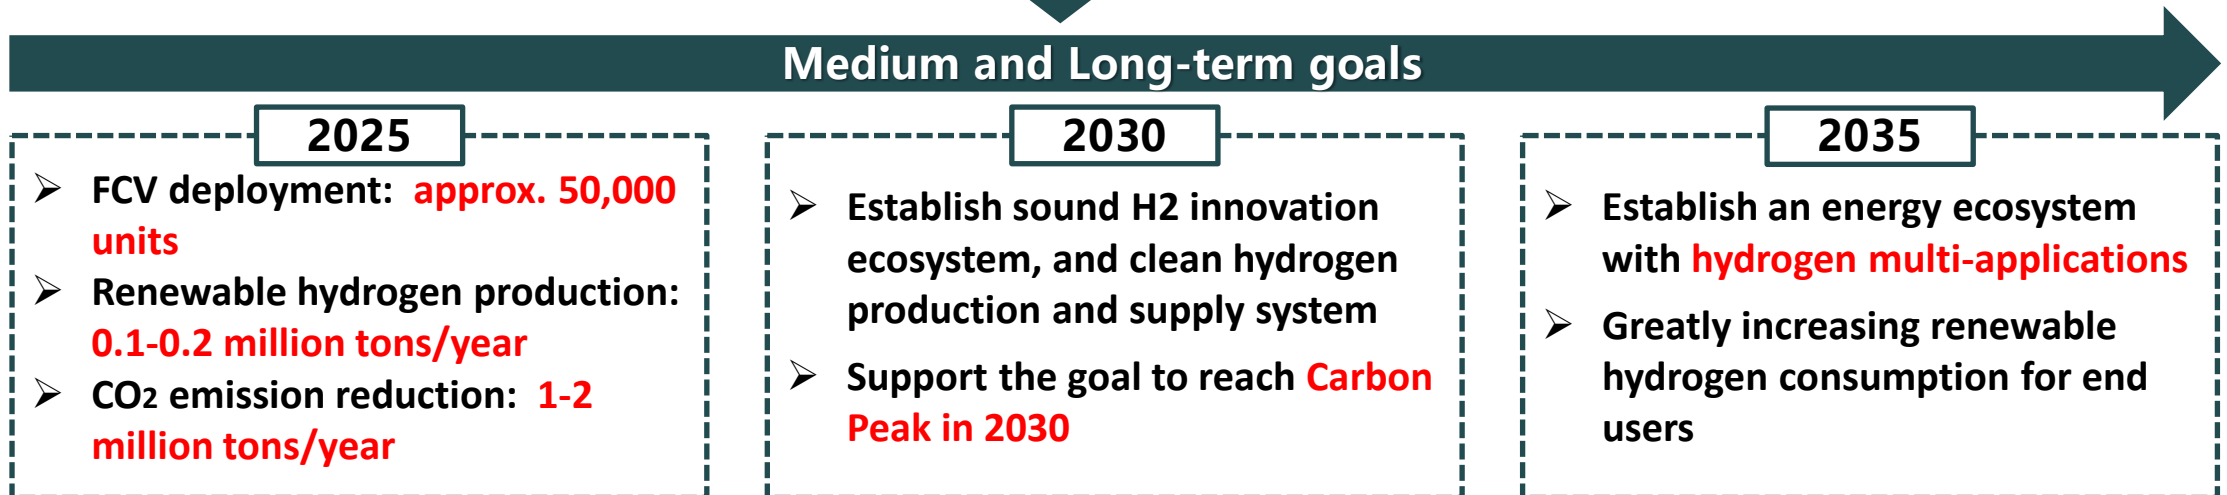 Medium and Long-term goals
2025
➢ FCV deployment: approx. 50,000
units
➢ Renewable hydrogen production:
0.1-0.2 million tons/year
➢ CO2 emission reduction: 1-2
million tons/year
2030
➢ Establish sound H2 innovation
ecosystem, and clean hydrogen
production and supply system
➢ Support the goal to reach Carbon
Peak in 2030
2035
➢ Establish an energy ecosystem
with hydrogen multi-applications
➢ Greatly increasing renewable
hydrogen consumption for end
users